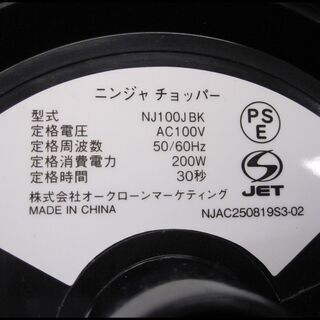 ニンジャ チョッパー
型式 NJ100JBK
定格電圧 AC100V
定格周波数 50/60Hz
定格消費電力 200W
定格時間 30秒
株式会社オークローンマーケティング
MADE IN CHINA NJAC250819S3-02
PS
E
JET